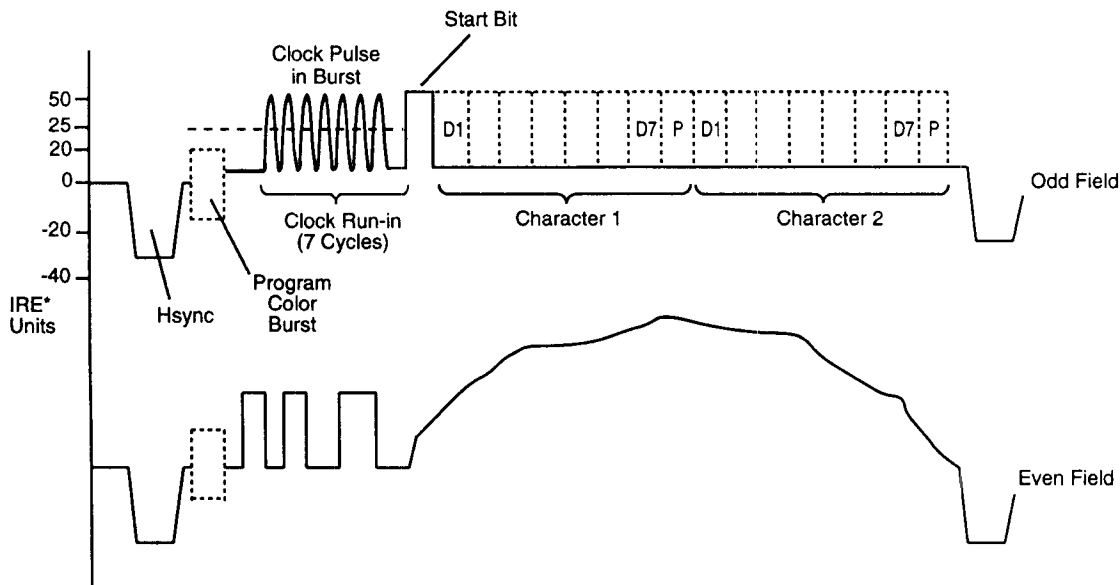 Start Bit
Clock Pulse
in Burst
50
25
20
0
-20
-40
IRE*
Units
D1
D7
P
D1
D7
P
Clock Run-in
(7 Cycles)
Character 1
Character 2
Odd Field
Hsync
Program
Color
Burst
Even Field